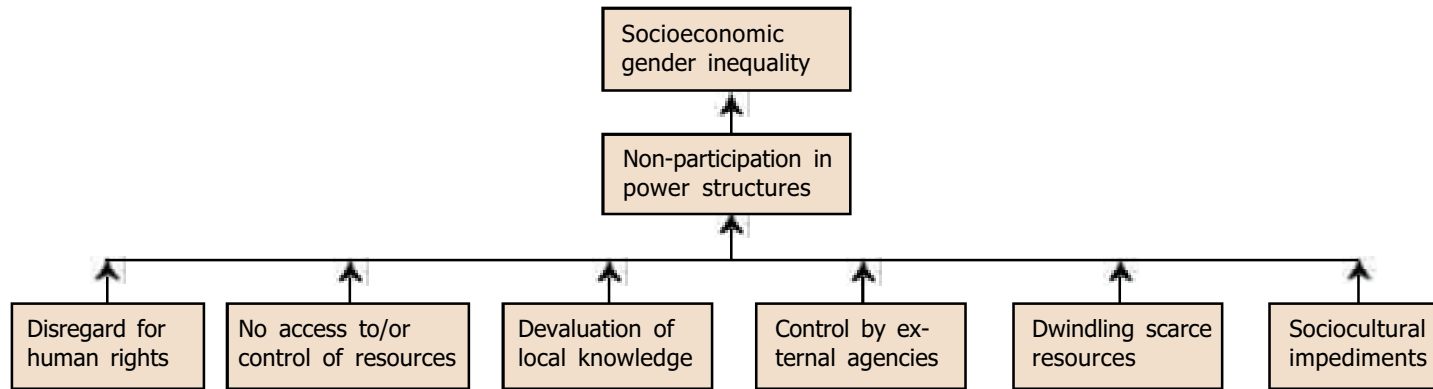 Socioeconomic
gender inequality
Non-participation in
power structures
Disregard for
human rights
No access to/or
control of resources
Devaluation of
local knowledge
Control by ex-
ternal agencies
Dwindling scarce
resources
Sociocultural
impediments